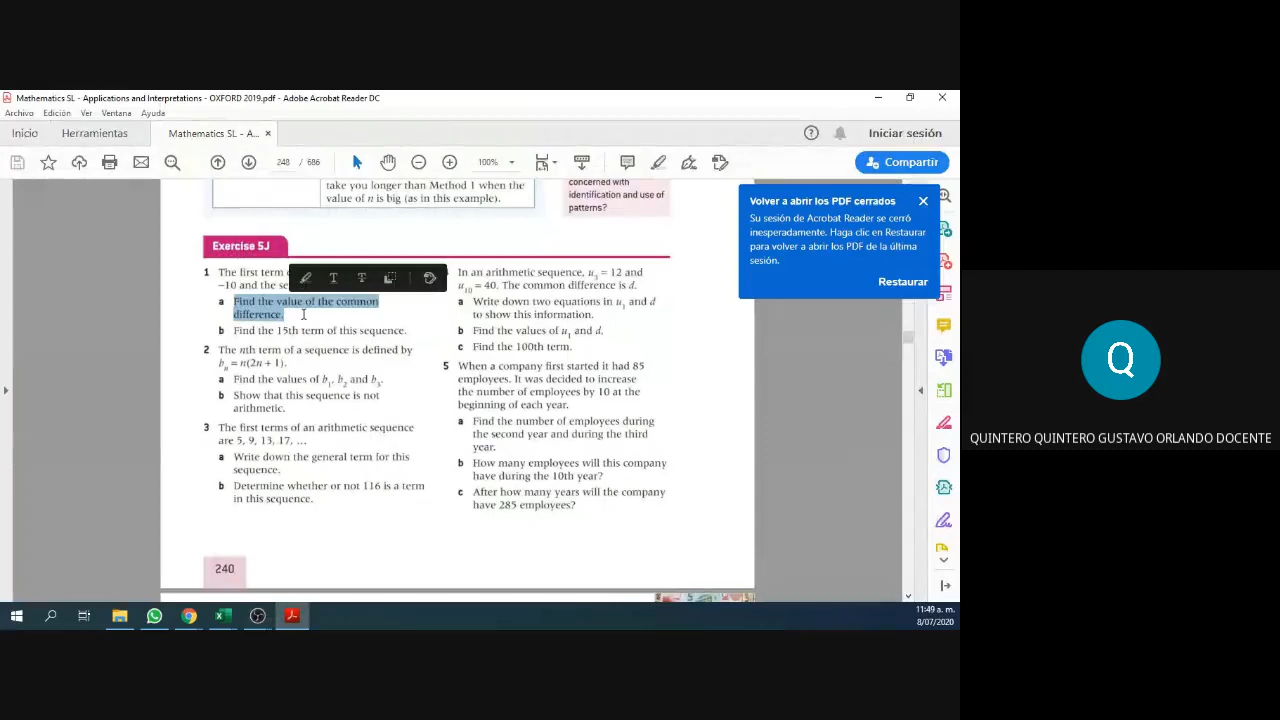 Mathematics SL - Applications and Interpretations - OXFORD 2019.pdf - Adobe Acrobat Reader DC
Archivo Edición Ver Ventana Ayuda
Inicio Herramientas Mathematics SL - A... × Iniciar sesión
248 / 686 100% Compartir
take you longer than Method 1 when the
value of n is big (as in this example).
concerned with
identification and use of
patterns?
Volver a abrir los PDF cerrados
Su sesión de Acrobat Reader se cerró
inesperadamente. Haga clic en Restaurar
para volver a abrir los PDF de la última
sesión.
Restaurar
Exercise 5J
1 The first term
−10 and the se
a Find the value of the common
difference.
b Find the 15th term of this sequence.
2 The nth term of a sequence is defined by
bₙ = n(2n + 1).
a Find the values of b₁, b₂ and b₃.
b Show that this sequence is not
arithmetic.
3 The first terms of an arithmetic sequence
are 5, 9, 13, 17, ...
a Write down the general term for this
sequence.
b Determine whether or not 116 is a term
in this sequence.
In an arithmetic sequence, u₃ = 12 and
u₁₀ = 40. The common difference is d.
a Write down two equations in u₁ and d
to show this information.
b Find the values of u₁ and d.
c Find the 100th term.
5 When a company first started it had 85
employees. It was decided to increase
the number of employees by 10 at the
beginning of each year.
a Find the number of employees during
the second year and during the third
year.
b How many employees will this company
have during the 10th year?
c After how many years will the company
have 285 employees?
240
11:49 a. m.
8/07/2020
Q
QUINTERO QUINTERO GUSTAVO ORLANDO DOCENTE